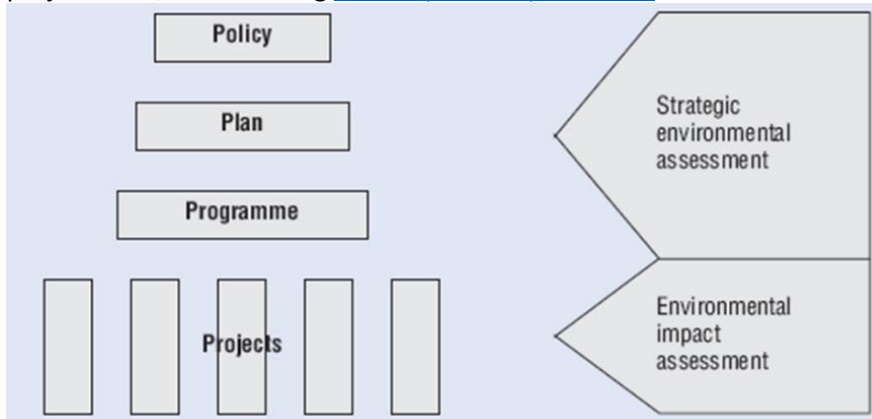 Policy
Plan
Programme
Projects
Strategic
environmental
assessment
Environmental
impact
assessment